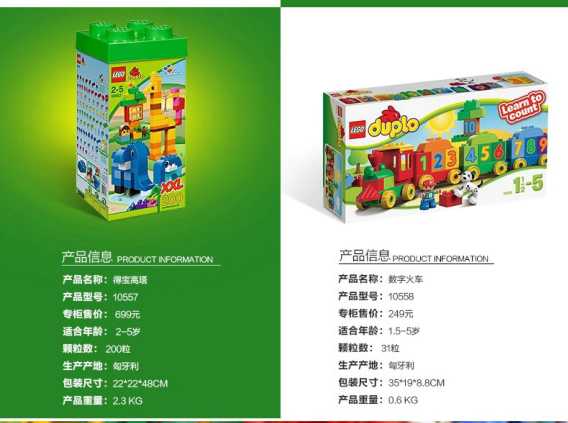 LEGO
2-5
XXL
200
产品信息 PRODUCT INFORMATION
产品名称：得宝高塔
产品型号：10557
专柜售价：699元
适合年龄：2-5岁
颗粒数：200粒
生产产地：匈牙利
包装尺寸：22*22*48CM
产品重量：2.3 KG
LEGO duplo
Learn to
count
10
1 2 3 4 5 6 7 8 9
1½-5
产品信息 PRODUCT INFORMATION
产品名称：数字火车
产品型号：10558
专柜售价：249元
适合年龄：1.5-5岁
颗粒数：31粒
生产产地：匈牙利
包装尺寸：35*19*8.8CM
产品重量：0.6 KG